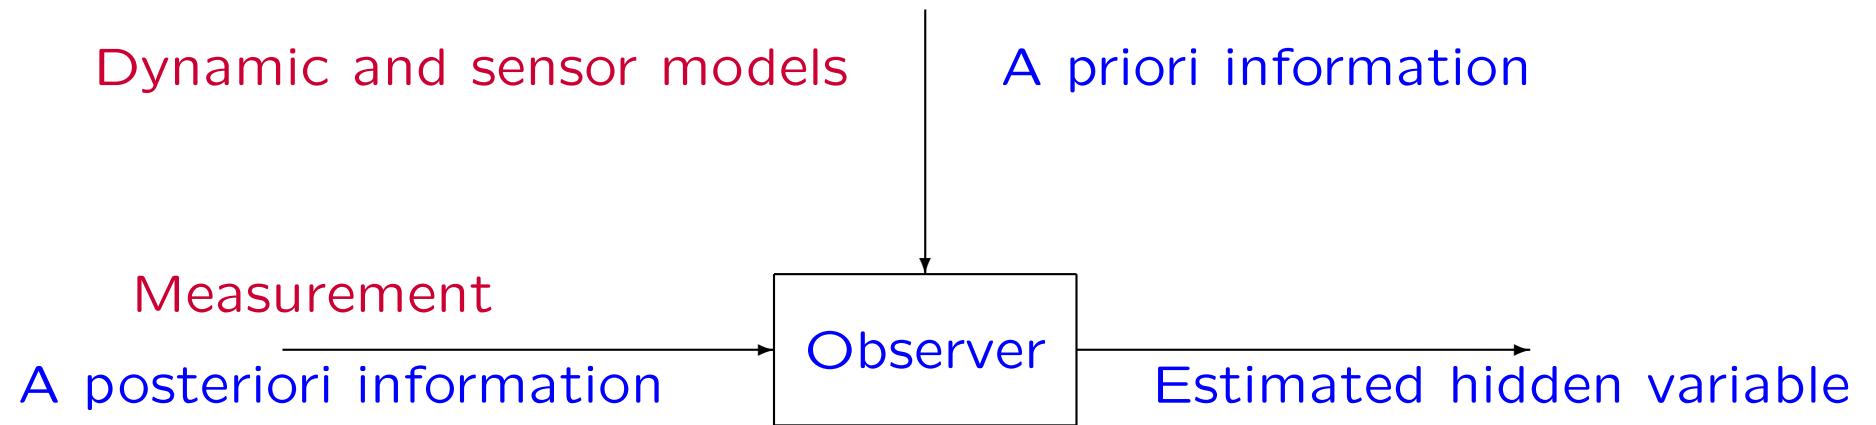 Dynamic and sensor models
A priori information
Measurement
Observer
A posteriori information
Estimated hidden variable